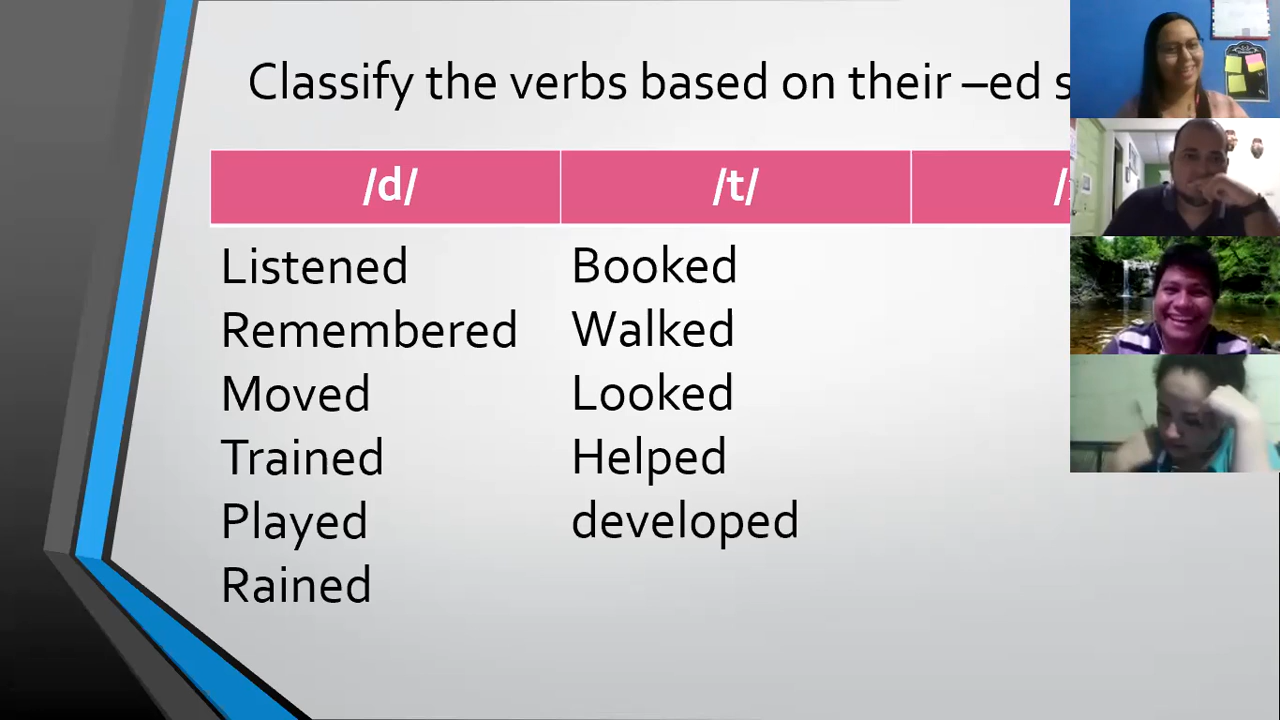 Classify the verbs based on their –ed s
/d/ /t/ /
Listened Booked
Remembered Walked
Moved Looked
Trained Helped
Played developed
Rained